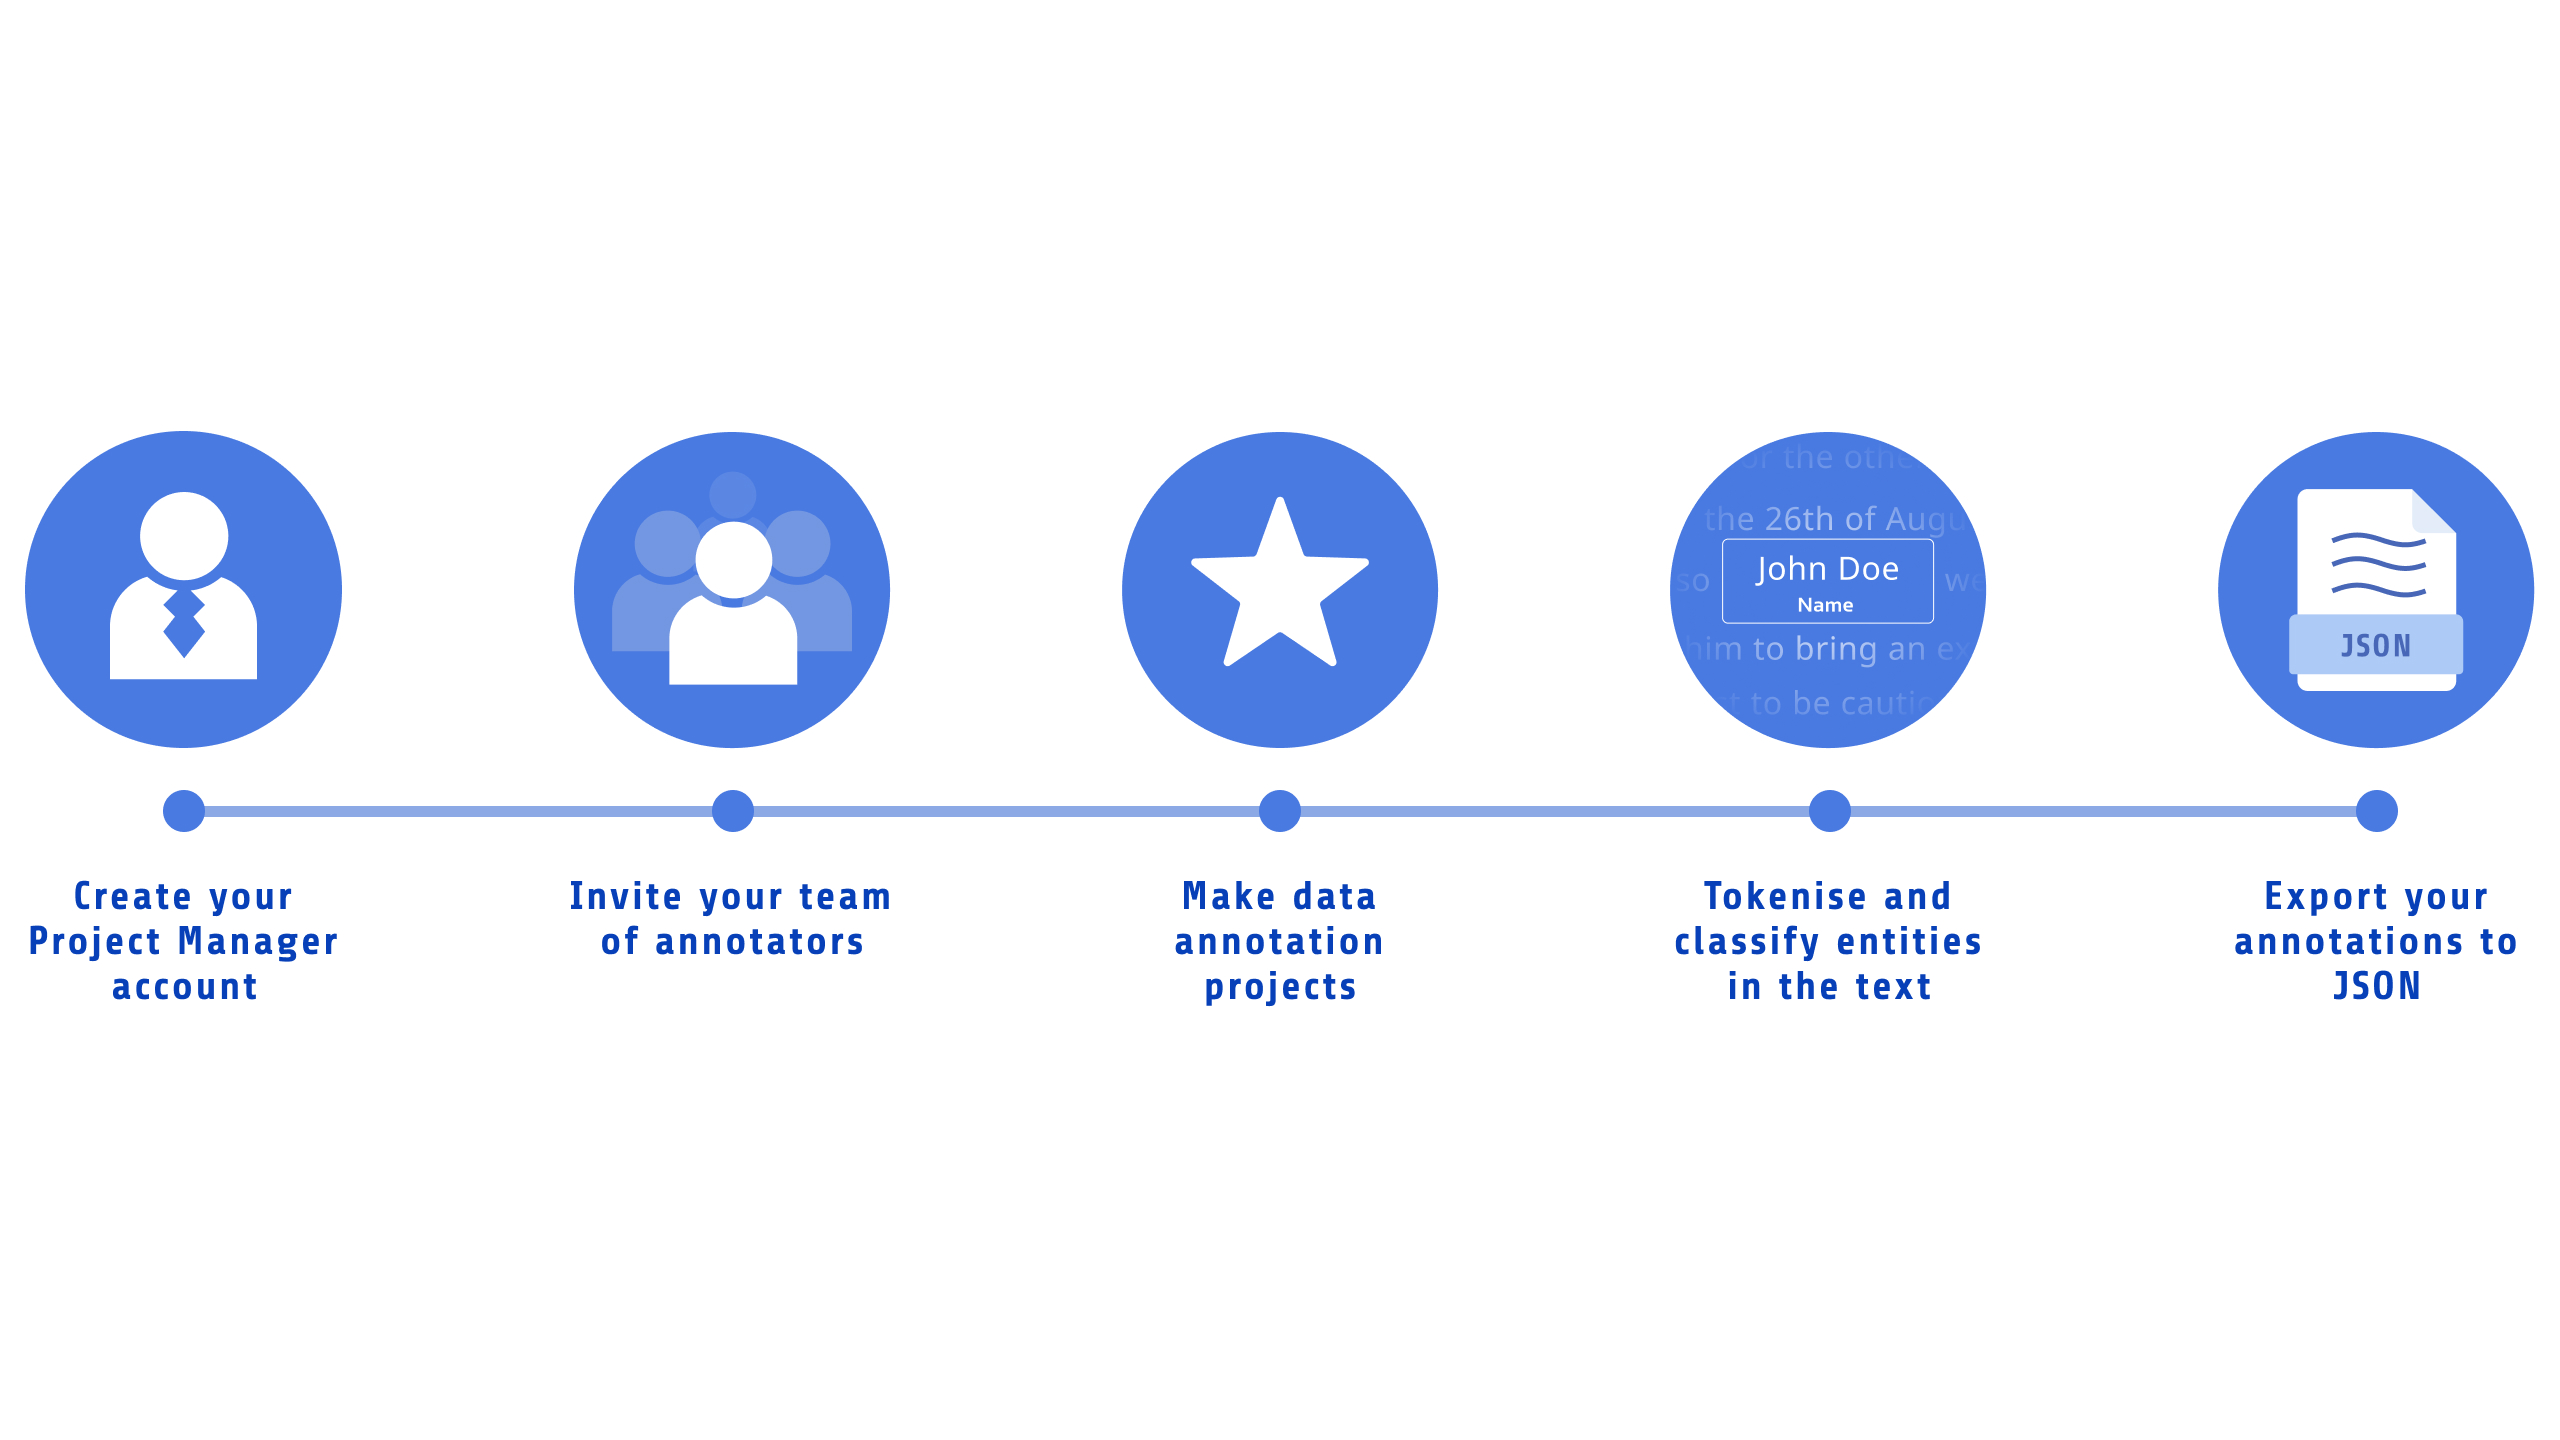 the othe
the 26th of Augu
John Doe
so we
Name
him to bring an ex
to be cautio
JSON
Create your
Project Manager
account
Invite your team
of annotators
Make data
annotation
projects
Tokenise and
classify entities
in the text
Export your
annotations to
JSON